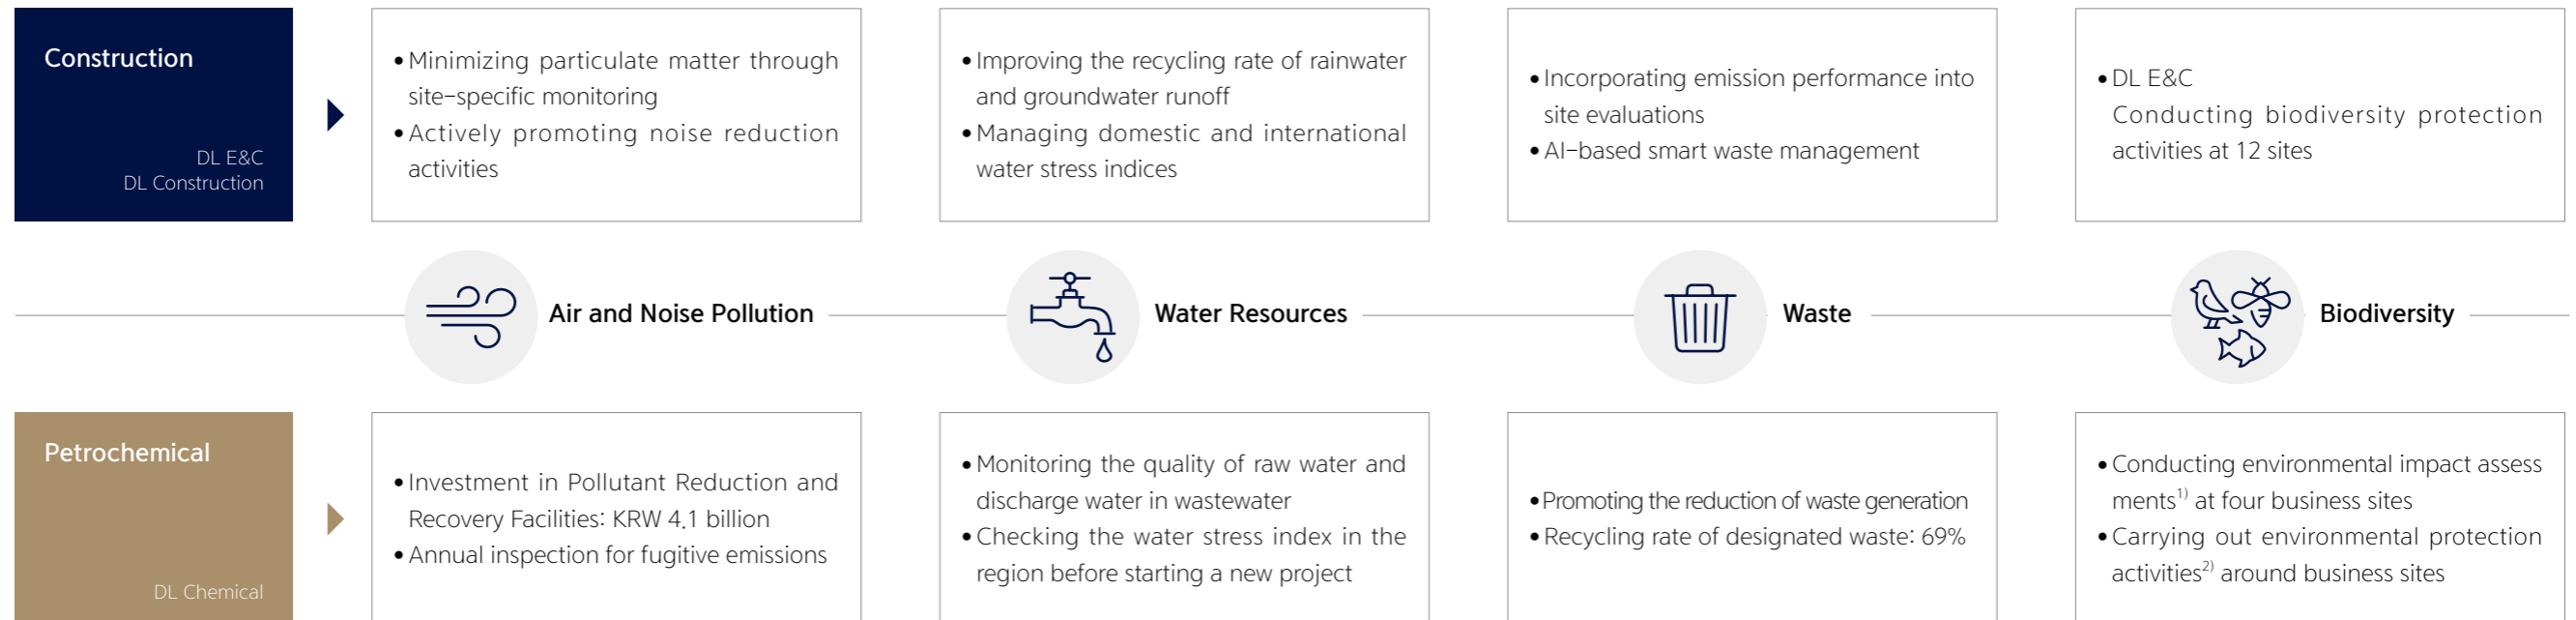 Construction
DL E&C
DL Construction
•Minimizing particulate matter through
site-specific monitoring
•Actively promoting noise reduction
activities
•Improving the recycling rate of rainwater
and groundwater runoff
•Managing domestic and international
water stress indices
•Incorporating emission performance into
site evaluations
•AI-based smart waste management
•DL E&C
Conducting biodiversity protection
activities at 12 sites
Air and Noise Pollution
Water Resources
Waste
Biodiversity
Petrochemical
DL Chemical
•Investment in Pollutant Reduction and
Recovery Facilities: KRW 4.1 billion
•Annual inspection for fugitive emissions
•Monitoring the quality of raw water and
discharge water in wastewater
•Checking the water stress index in the
region before starting a new project
•Promoting the reduction of waste generation
•Recycling rate of designated waste: 69%
•Conducting environmental impact assess
ments1) at four business sites
•Carrying out environmental protection
activities2) around business sites